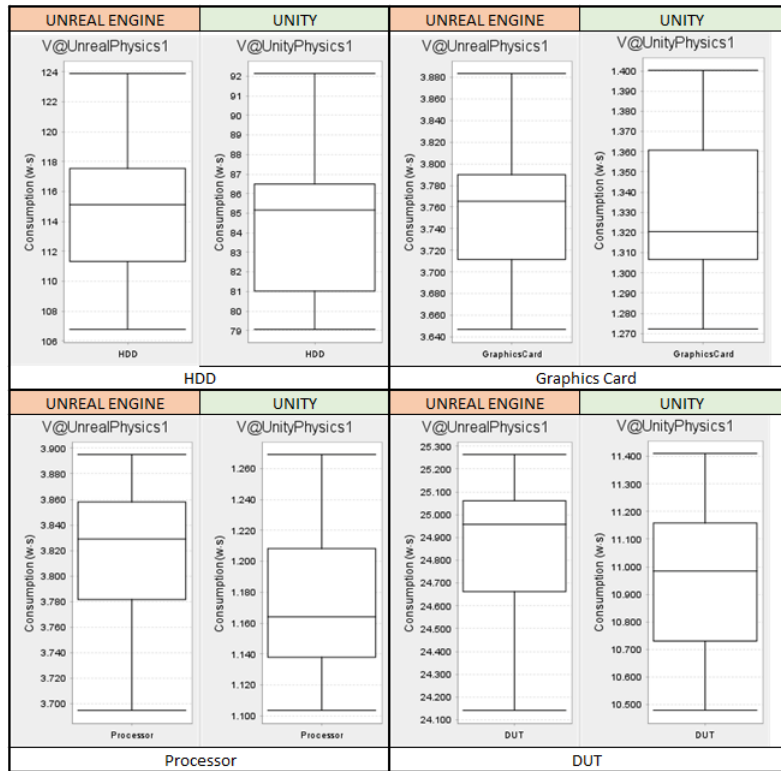 UNREAL ENGINE
UNITY
UNREAL ENGINE
UNITY
V@UnrealPhysics1
V@UnityPhysics1
V@UnrealPhysics1
V@UnityPhysics1
Consumption (w·s)
124
122
120
118
116
114
112
110
108
106
HDD
Consumption (w·s)
92
91
90
89
87
86
85
84
82
81
80
79
HDD
Consumption (w·s)
3.880
3.860
3.840
3.820
3.800
3.780
3.760
3.740
3.720
3.700
3.680
3.660
3.640
GraphicsCard
Consumption (w·s)
1.400
1.390
1.380
1.370
1.360
1.350
1.340
1.330
1.320
1.310
1.300
1.290
1.280
1.270
GraphicsCard
HDD
Graphics Card
UNREAL ENGINE
UNITY
UNREAL ENGINE
UNITY
V@UnrealPhysics1
V@UnityPhysics1
V@UnrealPhysics1
V@UnityPhysics1
Consumption (w·s)
3.900
3.880
3.860
3.840
3.820
3.800
3.780
3.760
3.740
3.720
3.700
Processor
Consumption (w·s)
1.260
1.240
1.220
1.200
1.180
1.160
1.140
1.120
1.100
Processor
Consumption (w·s)
25.300
25.200
25.100
25.000
24.900
24.800
24.700
24.600
24.500
24.400
24.300
24.200
24.100
DUT
Consumption (w·s)
11.400
11.300
11.200
11.100
11.000
10.900
10.800
10.700
10.600
10.500
DUT
Processor
DUT